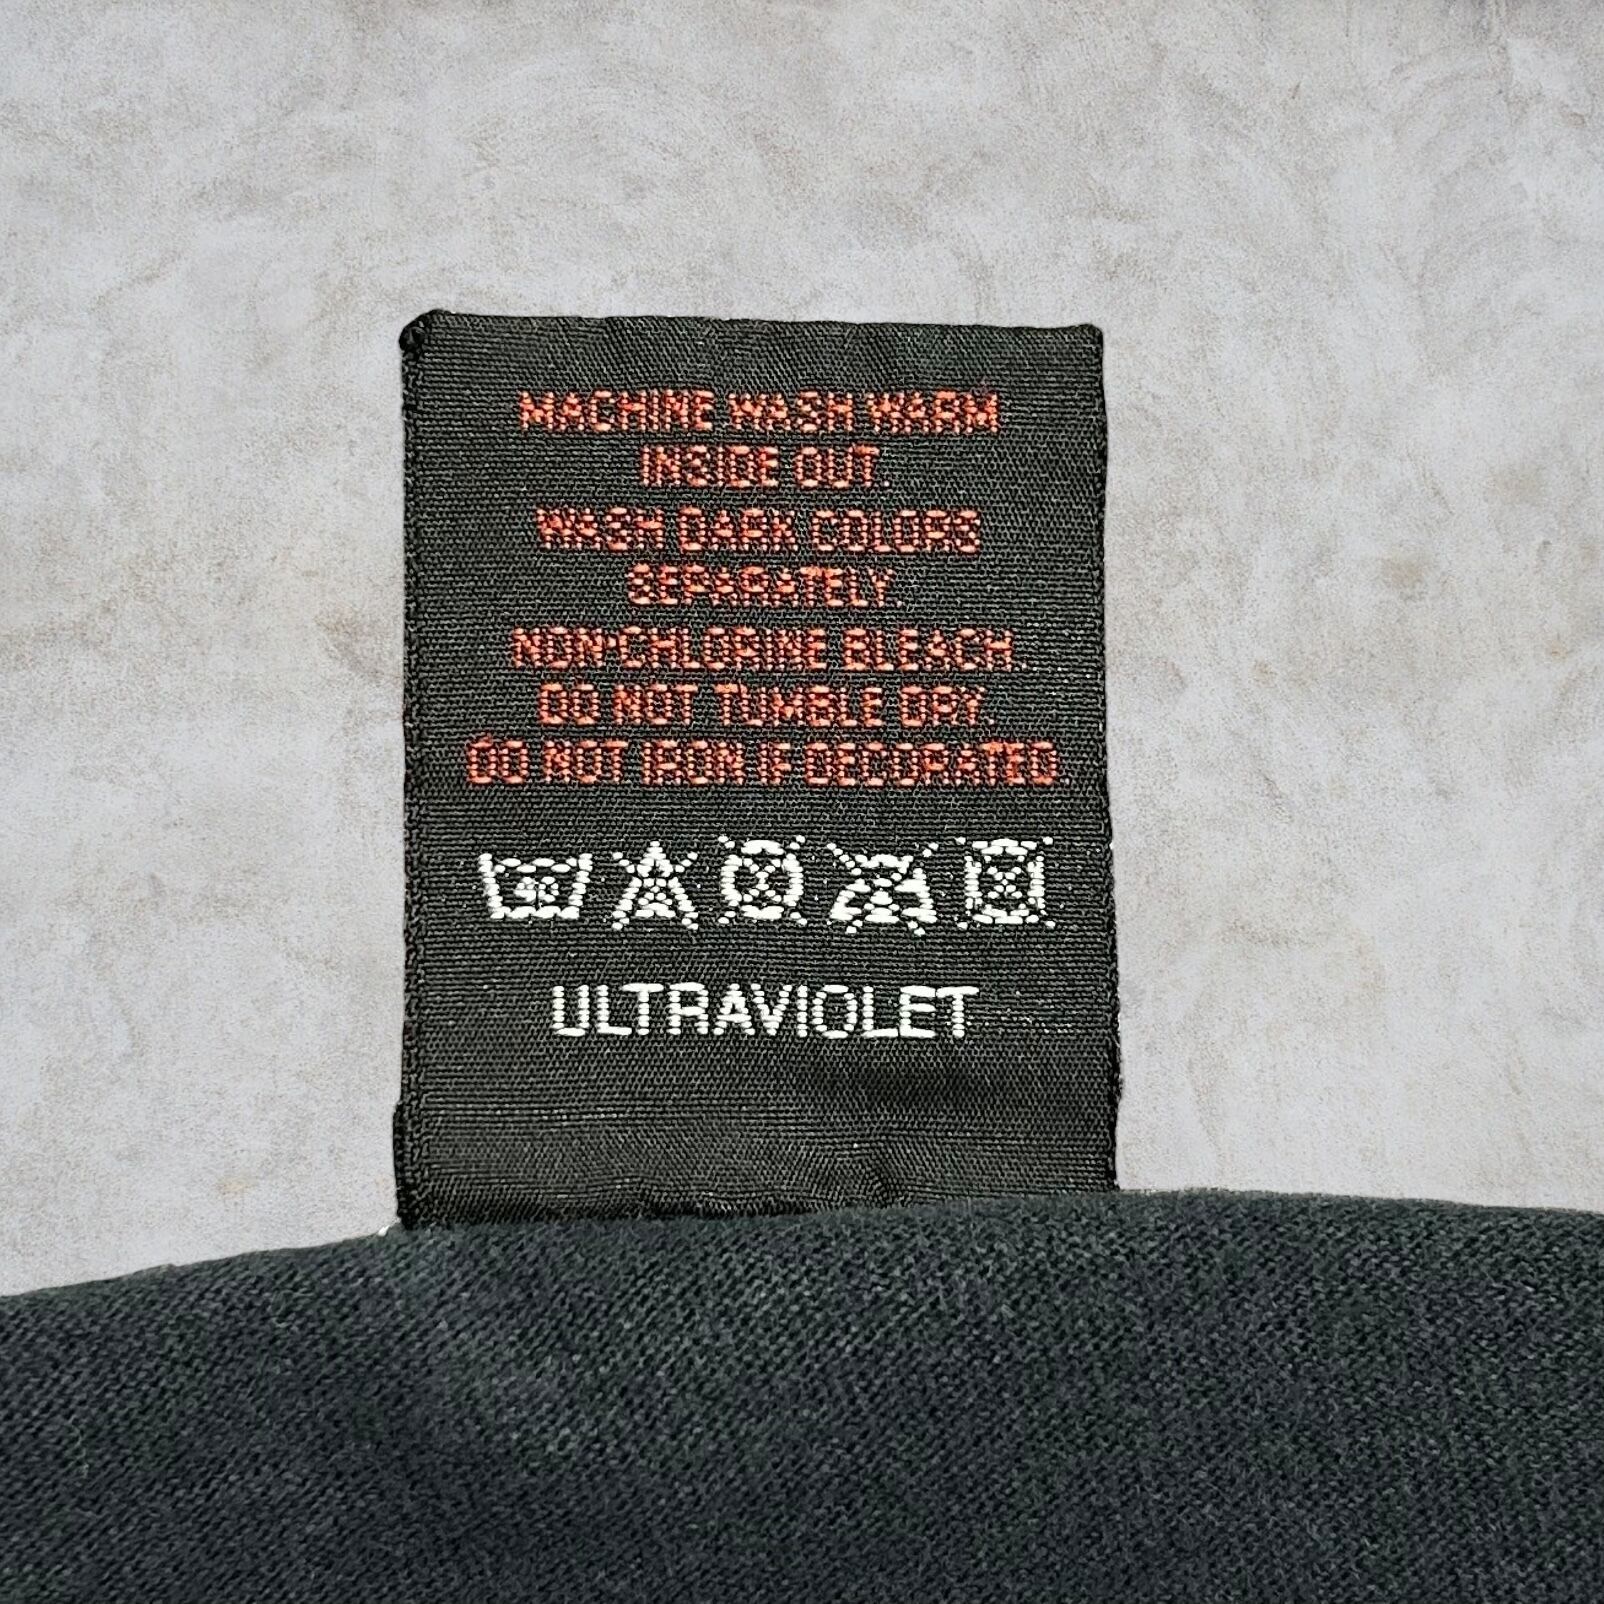 MACHINE WASH WARM
INSIDE OUT.
WASH DARK COLORS
SEPARATELY.
NON-CHLORINE BLEACH.
DO NOT TUMBLE DRY.
DO NOT IRON IF DECORATED.
40
ULTRAVIOLET